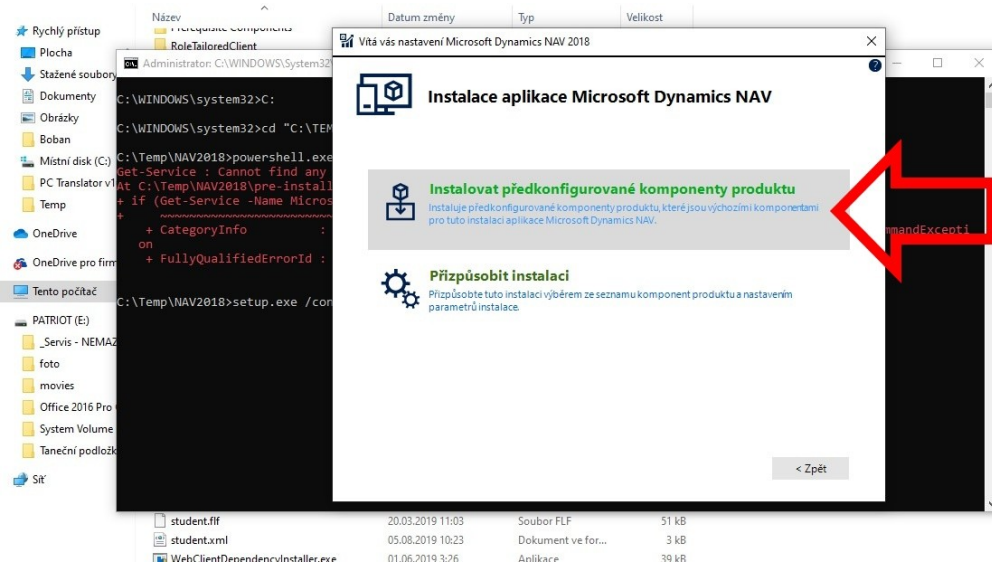 Název Datum změny Typ Velikost
Rychlý přístup
Plocha
Stažené soubory
Dokumenty
Obrázky
Boban
Místní disk (C:)
PC Translator v1
Temp
OneDrive
OneDrive pro firm
Tento počítač
PATRIOT (E:)
_Servis - NEMAZ
foto
movies
Office 2016 Pro
System Volume
Taneční podložk
Síť
Prerequisite Components
RoleTailoredClient
Administrator: C:\WINDOWS\System32
C:\WINDOWS\system32>C:
C:\WINDOWS\system32>cd "C:\TEM
C:\Temp\NAV2018>powershell.exe
Get-Service : Cannot find any
At C:\Temp\NAV2018\pre-install
+ if (Get-Service -Name Micros
+ ~~~~~~~~~~~~~~~~~~~~~~~~~~
+ CategoryInfo : mmandExcepti
on
+ FullyQualifiedErrorId :
C:\Temp\NAV2018>setup.exe /con
Vítá vás nastavení Microsoft Dynamics NAV 2018
Instalace aplikace Microsoft Dynamics NAV
Instalovat předkonfigurované komponenty produktu
Instaluje předkonfigurované komponenty produktu, které jsou výchozími komponentami
pro tuto instalaci aplikace Microsoft Dynamics NAV.
Přizpůsobit instalaci
Přizpůsobte tuto instalaci výběrem ze seznamu komponent produktu a nastavením
parametrů instalace.
< Zpět
student.flf 20.03.2019 11:03 Soubor FLF 51 kB
student.xml 05.08.2019 10:23 Dokument ve for... 3 kB
WebClientDependencyInstaller.exe 01.06.2019 3:26 Aplikace 39 kB